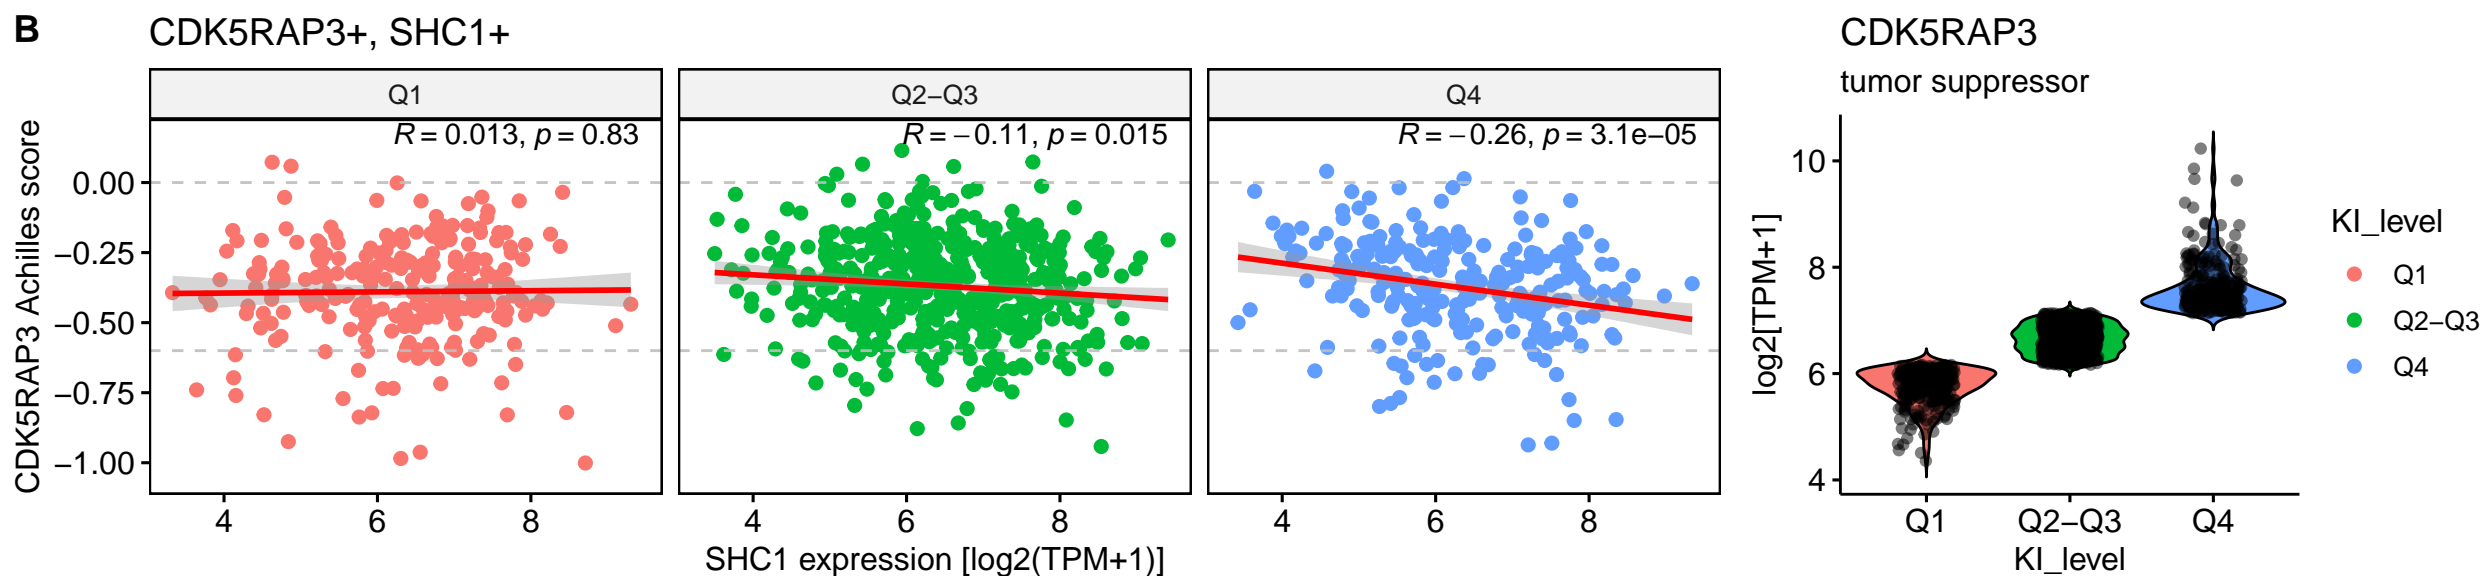 B
CDK5RAP3+, SHC1+
Q1
Q2−Q3
Q4
R = 0.013, p = 0.83
R = −0.11, p = 0.015
R = −0.26, p = 3.1e−05
CDK5RAP3 Achilles score
0.00
−0.25
−0.50
−0.75
−1.00
4 6 8
4 6 8
4 6 8
SHC1 expression [log2(TPM+1)]
CDK5RAP3
tumor suppressor
log2[TPM+1]
10
8
6
4
Q1 Q2−Q3 Q4
KI_level
KI_level
Q1
Q2−Q3
Q4